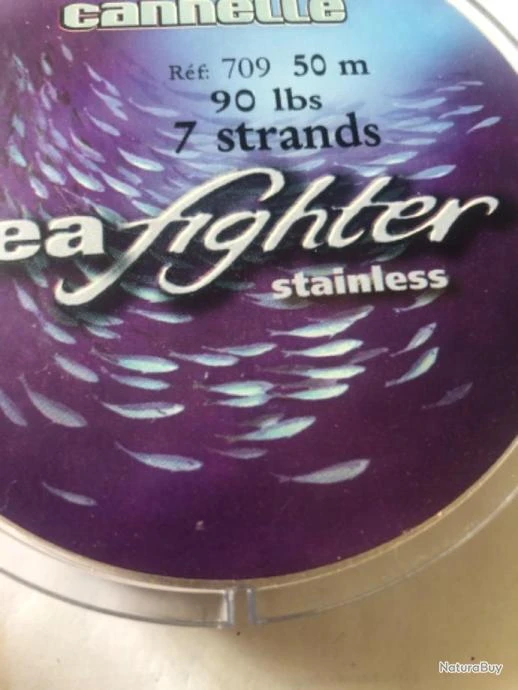 cannelle
Réf: 709 50 m
90 lbs
7 strands
ea fighter
stainless
NaturaBuy